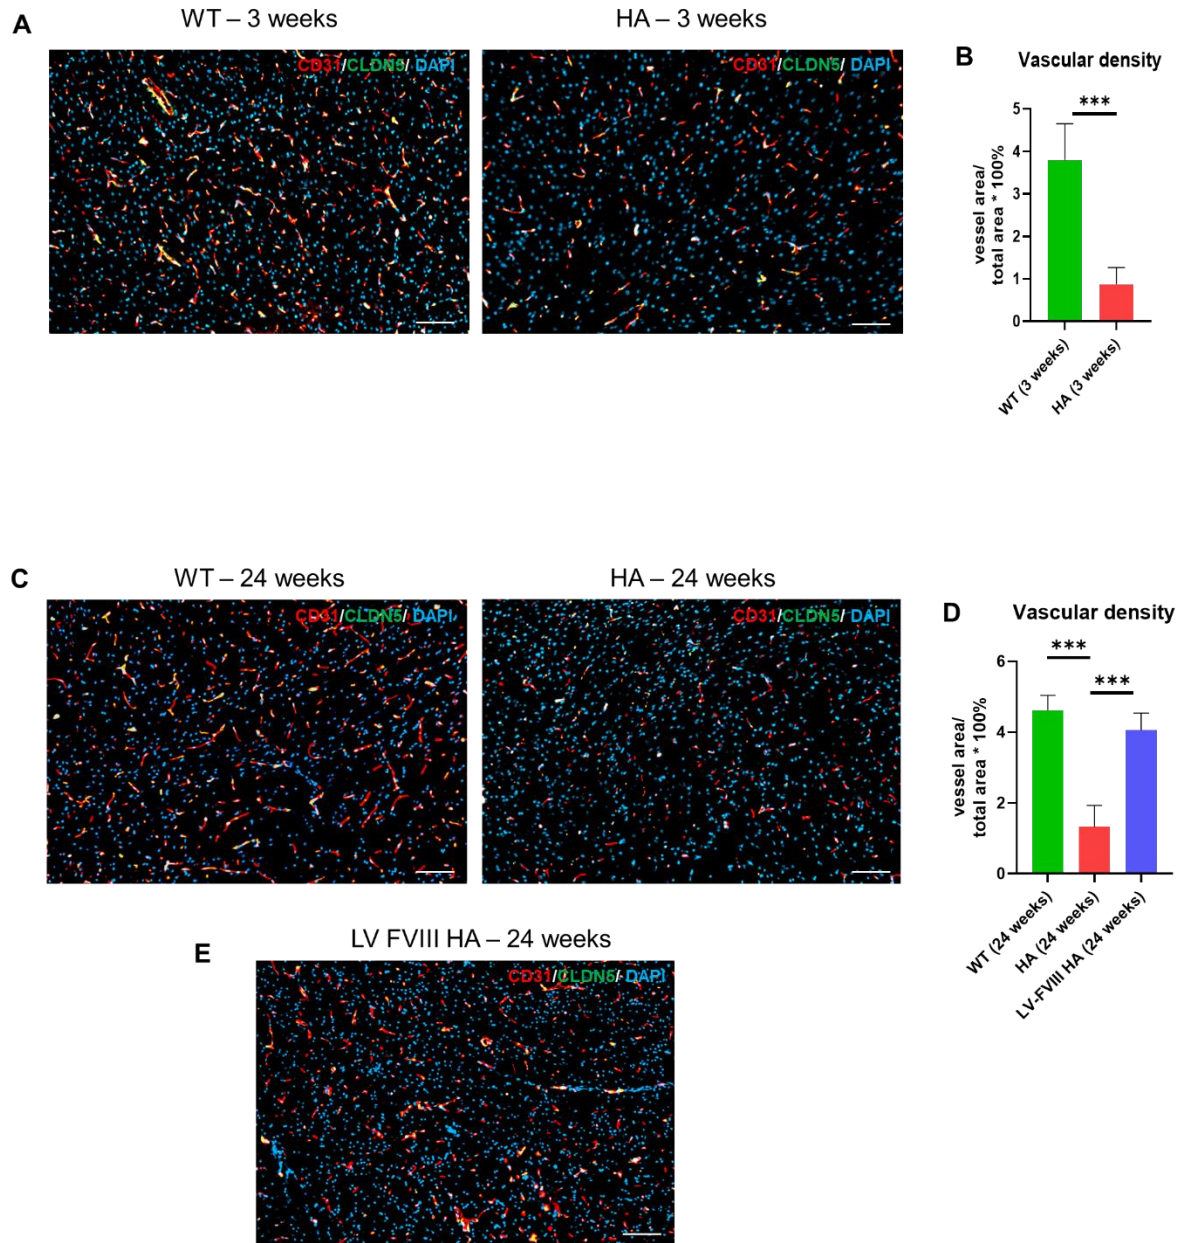 A
WT – 3 weeks
HA – 3 weeks
CD31/CLDN5/ DAPI
CD31/CLDN5/ DAPI
B
Vascular density
vessel area/
total area * 100%
5
4
3
2
1
0
***
WT (3 weeks)
HA (3 weeks)
C
WT – 24 weeks
HA – 24 weeks
CD31/CLDN5/ DAPI
CD31/CLDN5/ DAPI
D
Vascular density
vessel area/
total area * 100%
6
4
2
0
***
***
WT (24 weeks)
HA (24 weeks)
LV-FVIII HA (24 weeks)
E
LV FVIII HA – 24 weeks
CD31/CLDN5/ DAPI